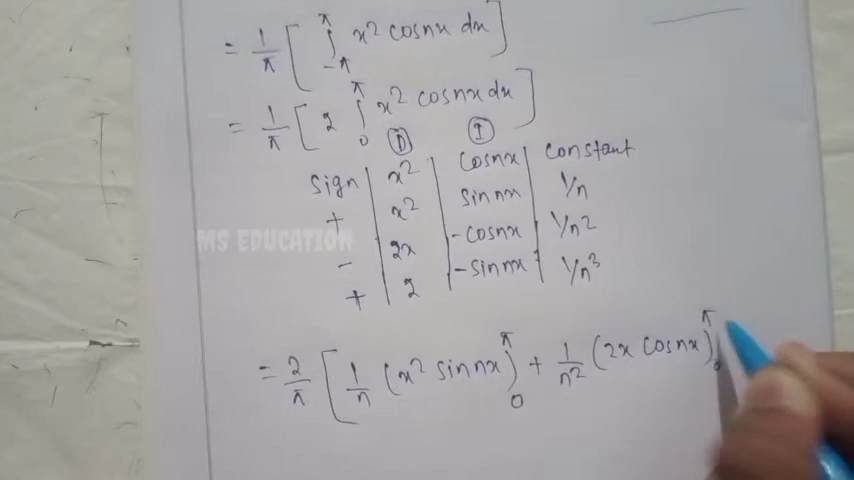 = 1/π [ ∫_{-π}^{π} x² cosnx dx ]
= 1/π [ 2 ∫_0^π x² cosnx dx ]
Ⓓ Ⓘ
Sign | x² | cosnx | constant
+ | x² | sinnx | 1/n
- | 2x | -cosnx | 1/n²
+ | 2 | -sinnx | 1/n³
MS EDUCATION
= 2/π [ 1/n (x² sinnx)_0^π + 1/n² (2x cosnx)_0^π